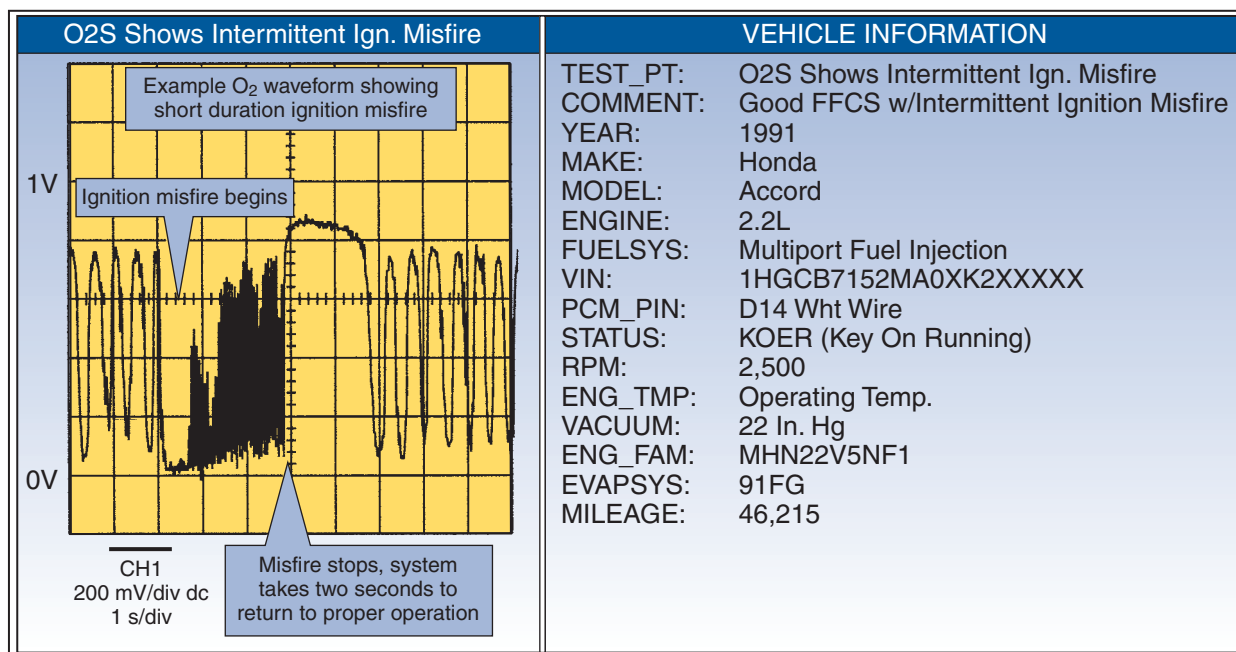 O2S Shows Intermittent Ign. Misfire
Example O₂ waveform showing
short duration ignition misfire
1V
Ignition misfire begins
0V
CH1
200 mV/div dc
1 s/div
Misfire stops, system
takes two seconds to
return to proper operation
VEHICLE INFORMATION
TEST_PT: O2S Shows Intermittent Ign. Misfire
COMMENT: Good FFCS w/Intermittent Ignition Misfire
YEAR: 1991
MAKE: Honda
MODEL: Accord
ENGINE: 2.2L
FUELSYS: Multiport Fuel Injection
VIN: 1HGCB7152MA0XK2XXXXX
PCM_PIN: D14 Wht Wire
STATUS: KOER (Key On Running)
RPM: 2,500
ENG_TMP: Operating Temp.
VACUUM: 22 In. Hg
ENG_FAM: MHN22V5NF1
EVAPSYS: 91FG
MILEAGE: 46,215